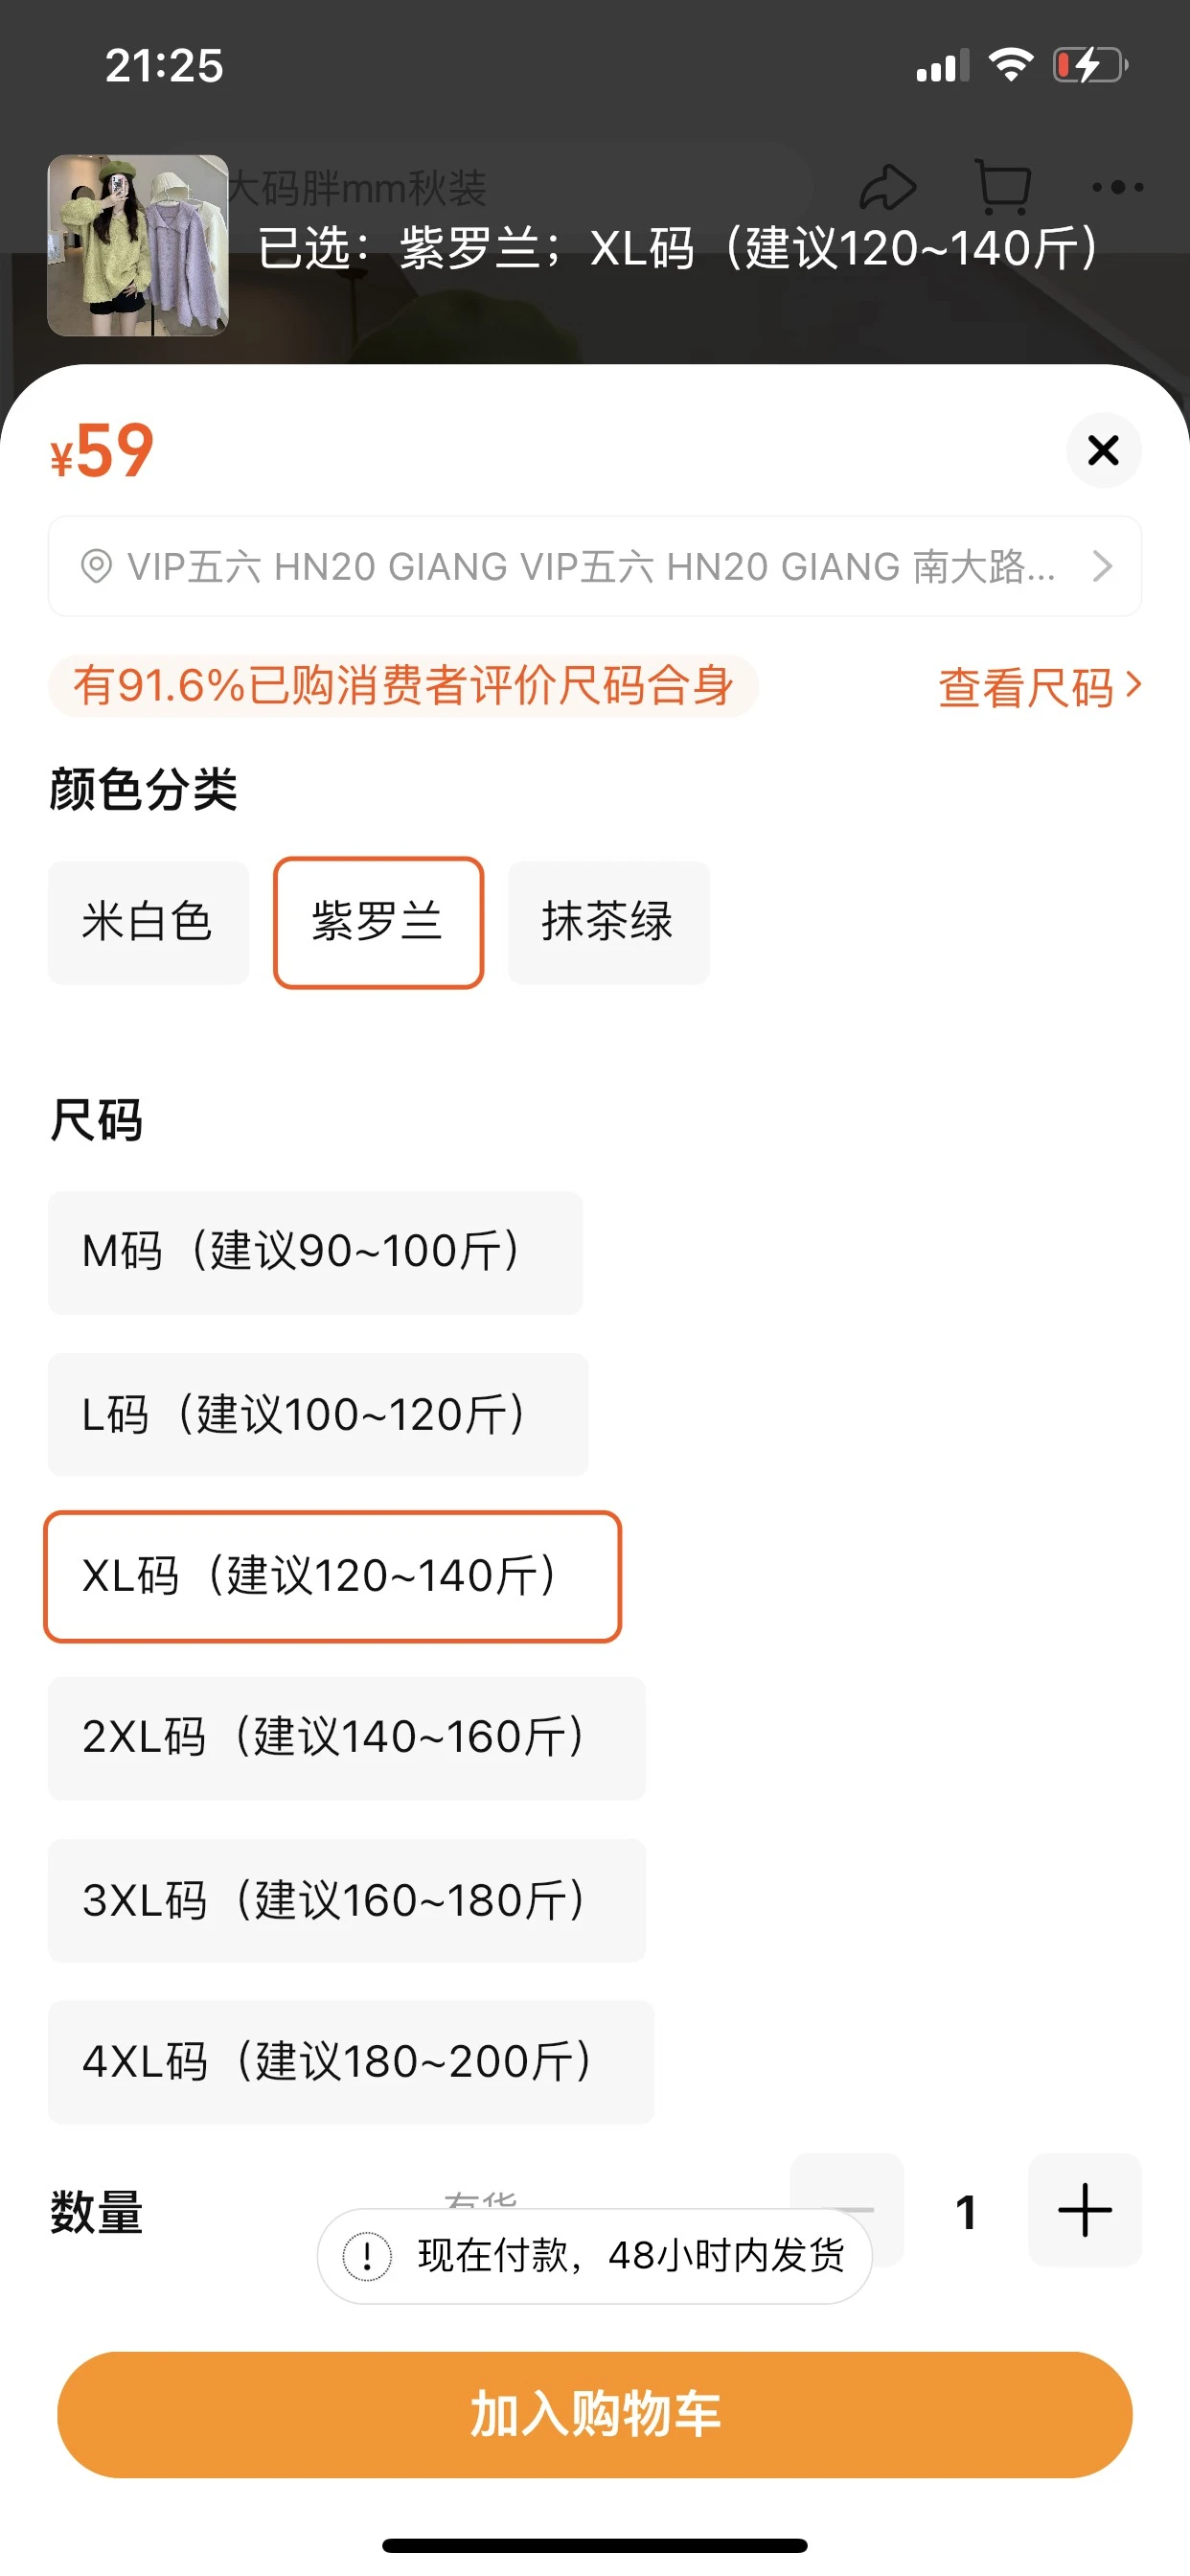 21:25
大码胖mm秋装
已选：紫罗兰；XL码（建议120~140斤）
¥59
VIP五六 HN20 GIANG VIP五六 HN20 GIANG 南大路...
有91.6%已购消费者评价尺码合身
查看尺码
颜色分类
米白色
紫罗兰
抹茶绿
尺码
M码（建议90~100斤）
L码（建议100~120斤）
XL码（建议120~140斤）
2XL码（建议140~160斤）
3XL码（建议160~180斤）
4XL码（建议180~200斤）
数量
有货
1
现在付款，48小时内发货
加入购物车